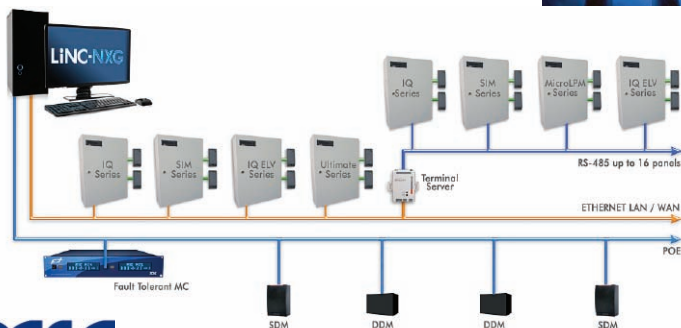 LiNC-NXG
IQ
Series
SIM
Series
MicroLPM
Series
IQ ELV
Series
RS-485 up to 16 panels
IQ
Series
SIM
Series
IQ ELV
Series
Ultimate
Series
Terminal
Server
ETHERNET LAN / WAN
POE
Fault Tolerant MC
SDM
DDM
DDM
SDM